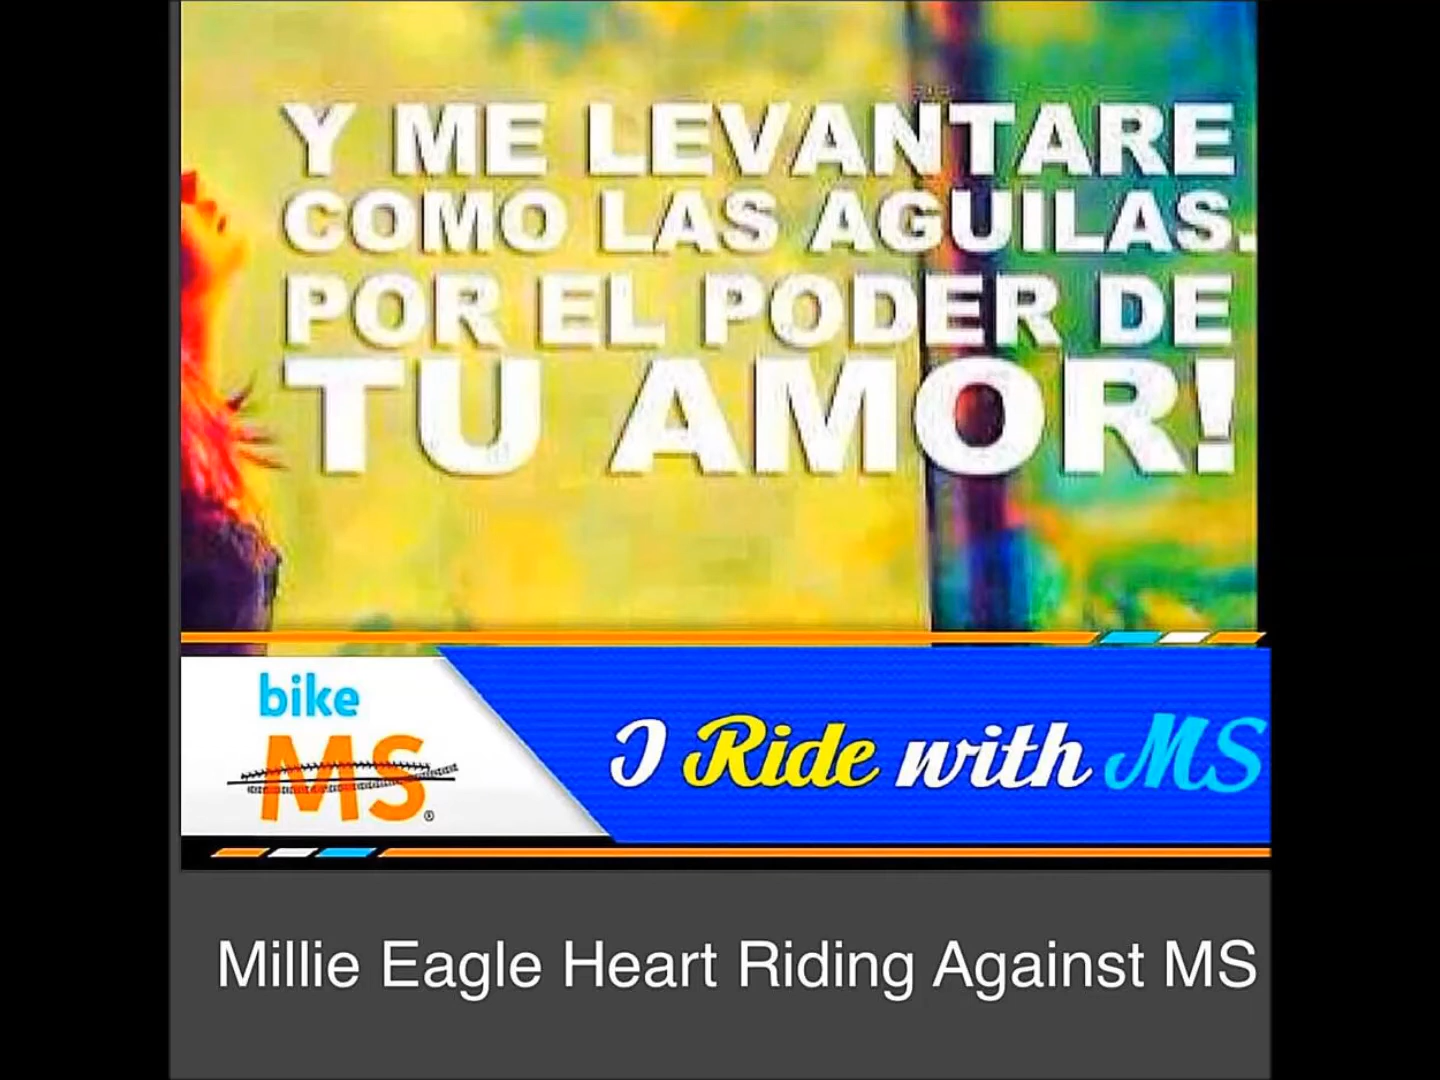 Y ME LEVANTARE
COMO LAS AGUILAS.
POR EL PODER DE
TU AMOR!
bike
MS®
I Ride with MS
Millie Eagle Heart Riding Against MS